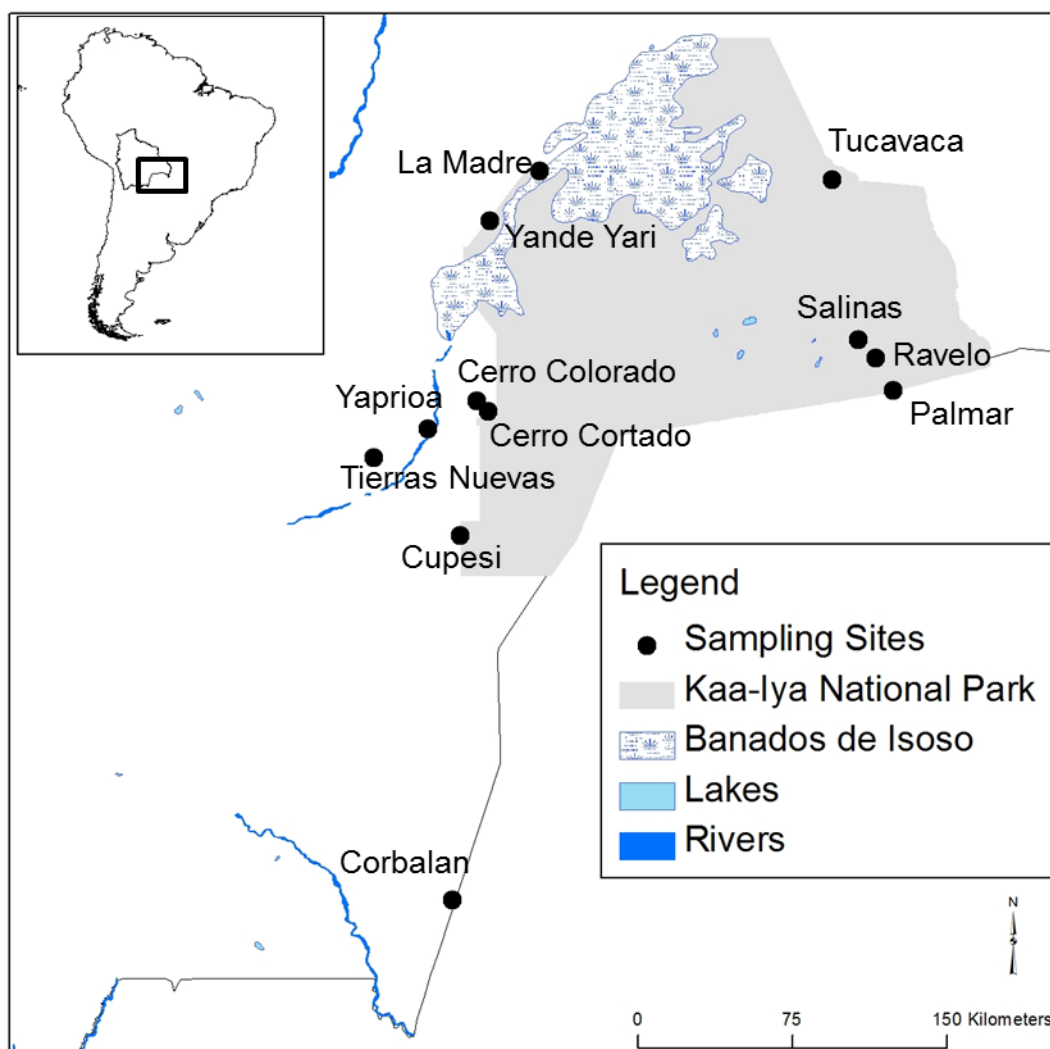 Tucavaca
La Madre
Yande Yari
Salinas
Ravelo
Cerro Colorado
Yaprioa
Palmar
Cerro Cortado
Tierras Nuevas
Cupesi
Legend
Sampling Sites
Kaa-Iya National Park
Banados de Isoso
Lakes
Rivers
Corbalan
N
0 75 150 Kilometers